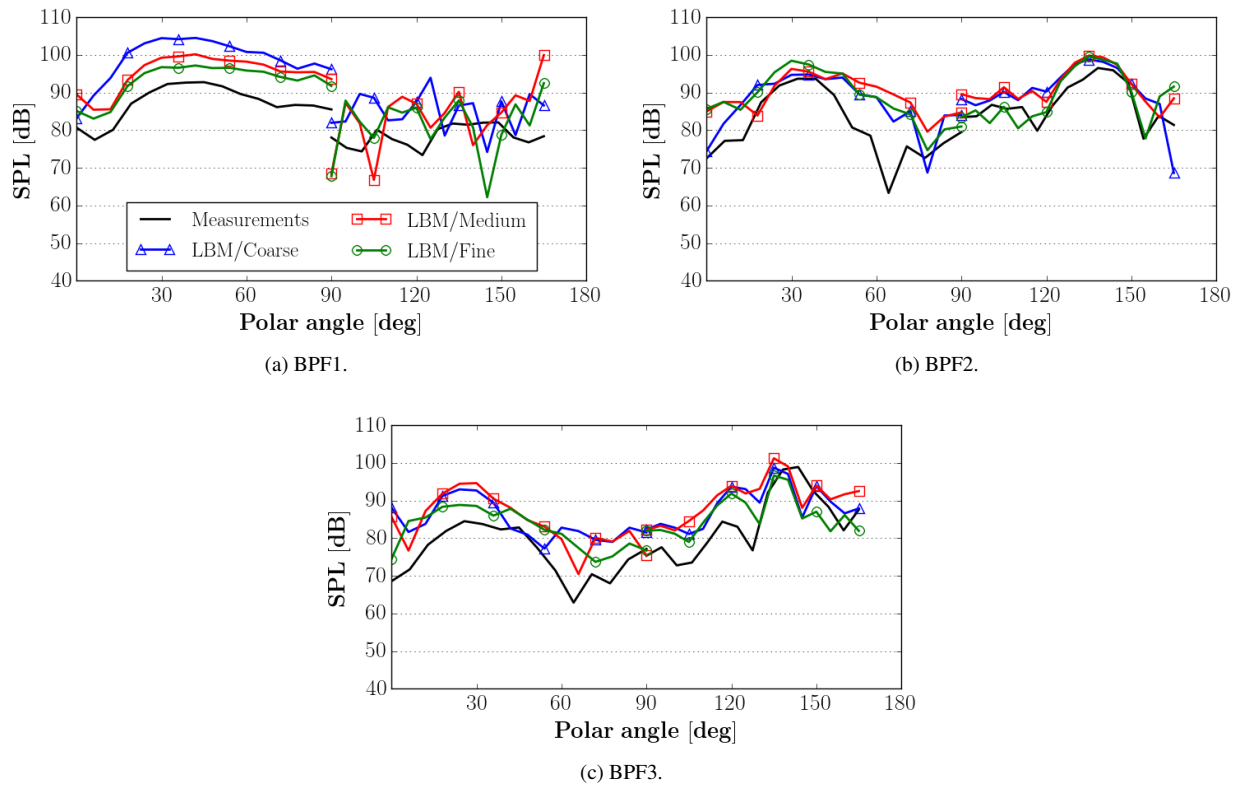 110
100
90
80
70
60
50
40
SPL [dB]
Measurements
LBM/Coarse
LBM/Medium
LBM/Fine
30 60 90 120 150 180
Polar angle [deg]
(a) BPF1.
110
100
90
80
70
60
50
40
SPL [dB]
30 60 90 120 150 180
Polar angle [deg]
(b) BPF2.
110
100
90
80
70
60
50
40
SPL [dB]
30 60 90 120 150 180
Polar angle [deg]
(c) BPF3.